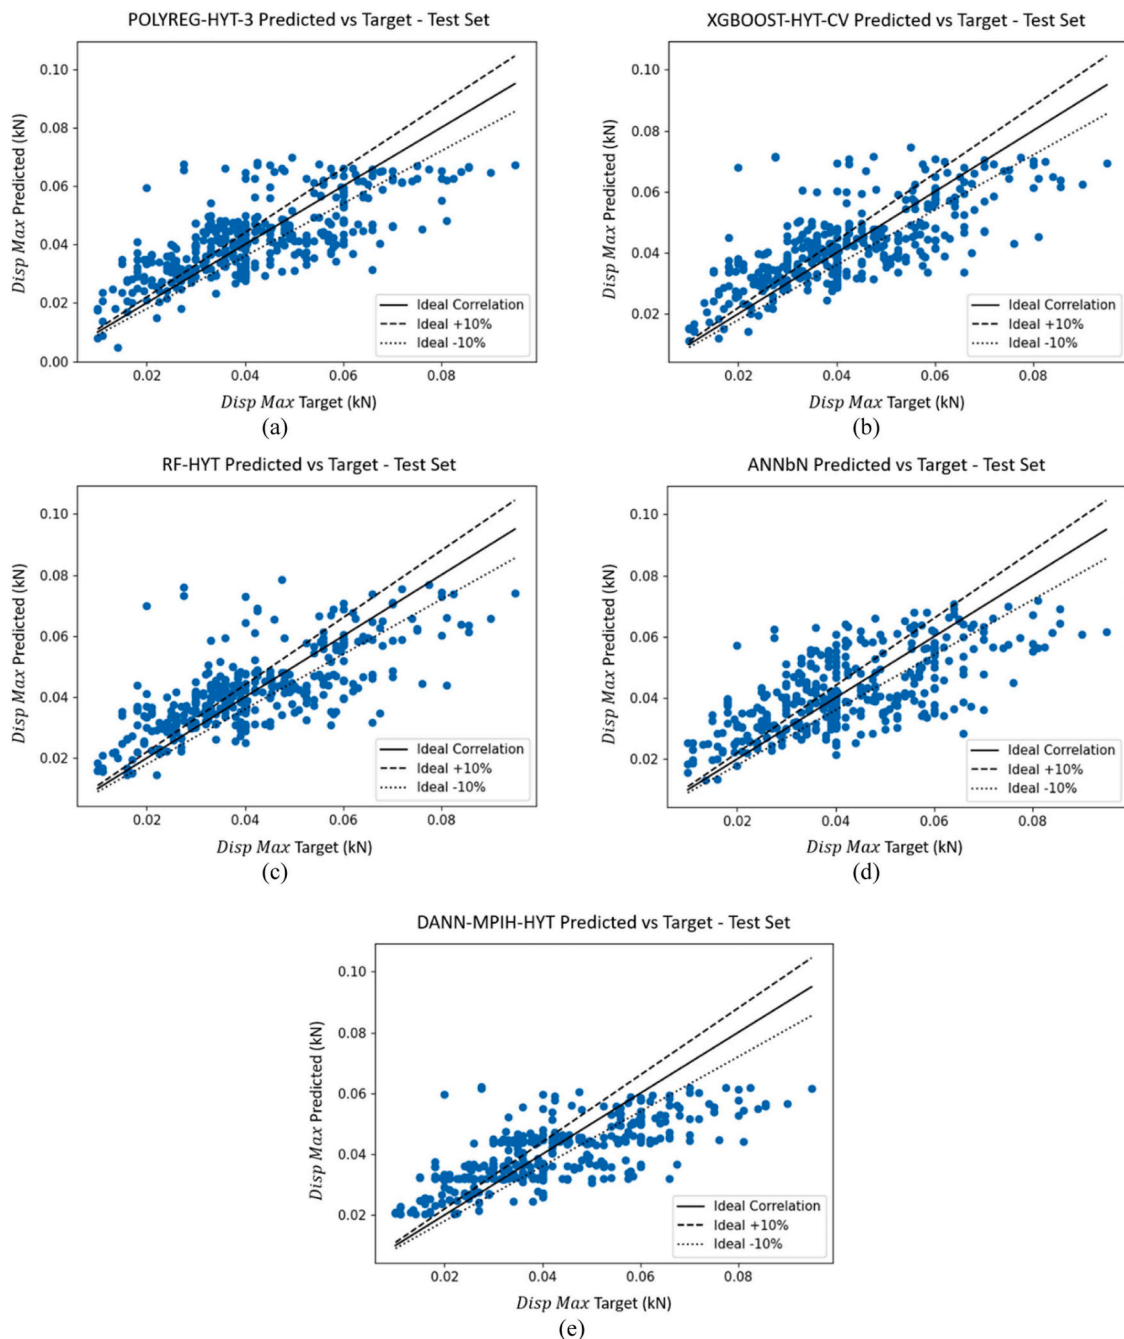 POLYREG-HYT-3 Predicted vs Target - Test Set
0.10
0.08
0.06
0.04
0.02
0.00
Disp Max Predicted (kN)
Ideal Correlation
Ideal +10%
Ideal -10%
0.02 0.04 0.06 0.08
Disp Max Target (kN)
(a)
XGBOOST-HYT-CV Predicted vs Target - Test Set
0.10
0.08
0.06
0.04
0.02
Disp Max Predicted (kN)
Ideal Correlation
Ideal +10%
Ideal -10%
0.02 0.04 0.06 0.08
Disp Max Target (kN)
(b)
RF-HYT Predicted vs Target - Test Set
0.10
0.08
0.06
0.04
0.02
Disp Max Predicted (kN)
Ideal Correlation
Ideal +10%
Ideal -10%
0.02 0.04 0.06 0.08
Disp Max Target (kN)
(c)
ANNbN Predicted vs Target - Test Set
0.10
0.08
0.06
0.04
0.02
Disp Max Predicted (kN)
Ideal Correlation
Ideal +10%
Ideal -10%
0.02 0.04 0.06 0.08
Disp Max Target (kN)
(d)
DANN-MPIH-HYT Predicted vs Target - Test Set
0.10
0.08
0.06
0.04
0.02
Disp Max Predicted (kN)
Ideal Correlation
Ideal +10%
Ideal -10%
0.02 0.04 0.06 0.08
Disp Max Target (kN)
(e)